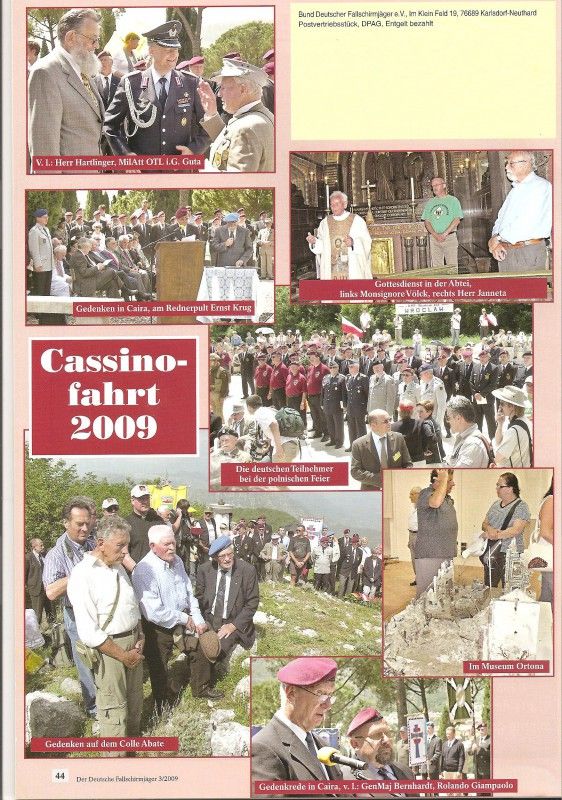 Bund Deutscher Fallschirmjäger e.V., Im Klein Feld 19, 76689 Karlsdorf-Neuthard
Postvertriebsstück, DPAG, Entgelt bezahlt
V. l.: Herr Hartlinger, MilAtt OTL i.G. Guta
Gottesdienst in der Abtei,
links Monsignore Völck, rechts Herr Janneta
Gedenken in Caira, am Rednerpult Ernst Krug
WROCŁAW
Cassino-
fahrt
2009
Die deutschen Teilnehmer
bei der polnischen Feier
Im Museum Ortona
Gedenken auf dem Colle Abate
Gedenkrede in Caira, v. l.: GenMaj Bernhardt, Rolando Giampaolo
44 Der Deutsche Fallschirmjäger 3/2009